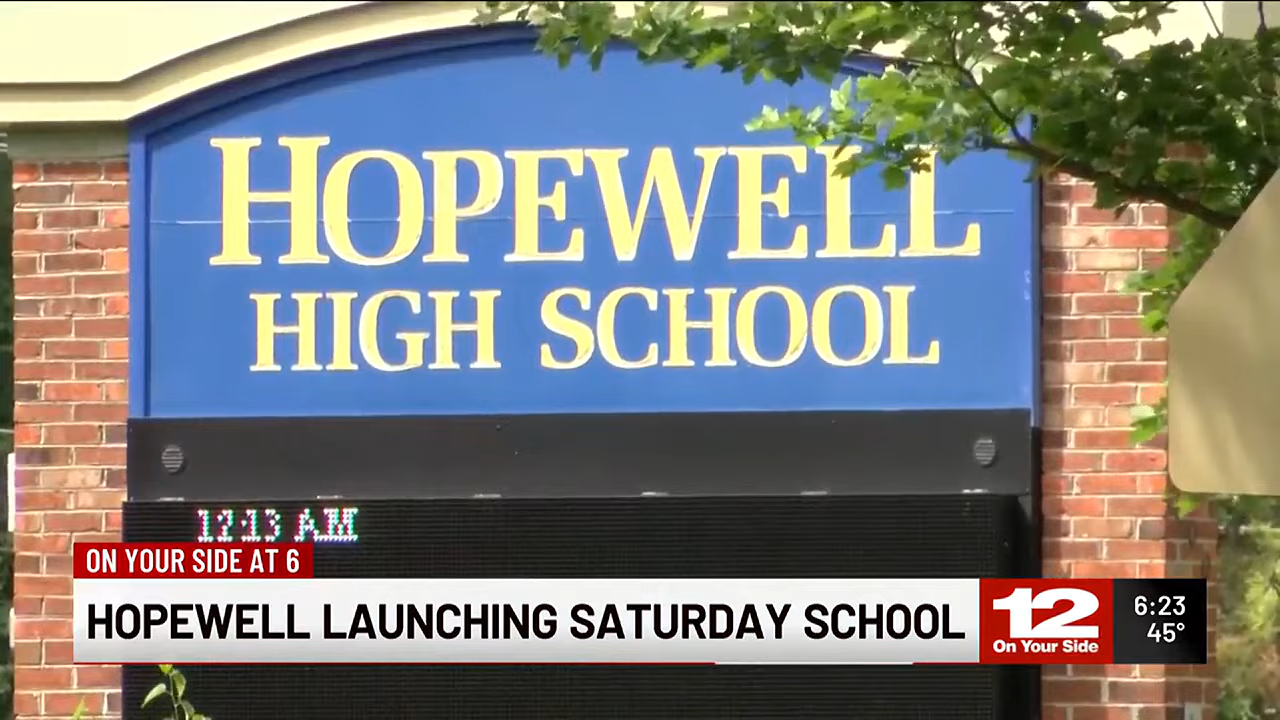 HOPEWELL
HIGH SCHOOL
12:13 AM
ON YOUR SIDE AT 6
HOPEWELL LAUNCHING SATURDAY SCHOOL
12
On Your Side
6:23
45°